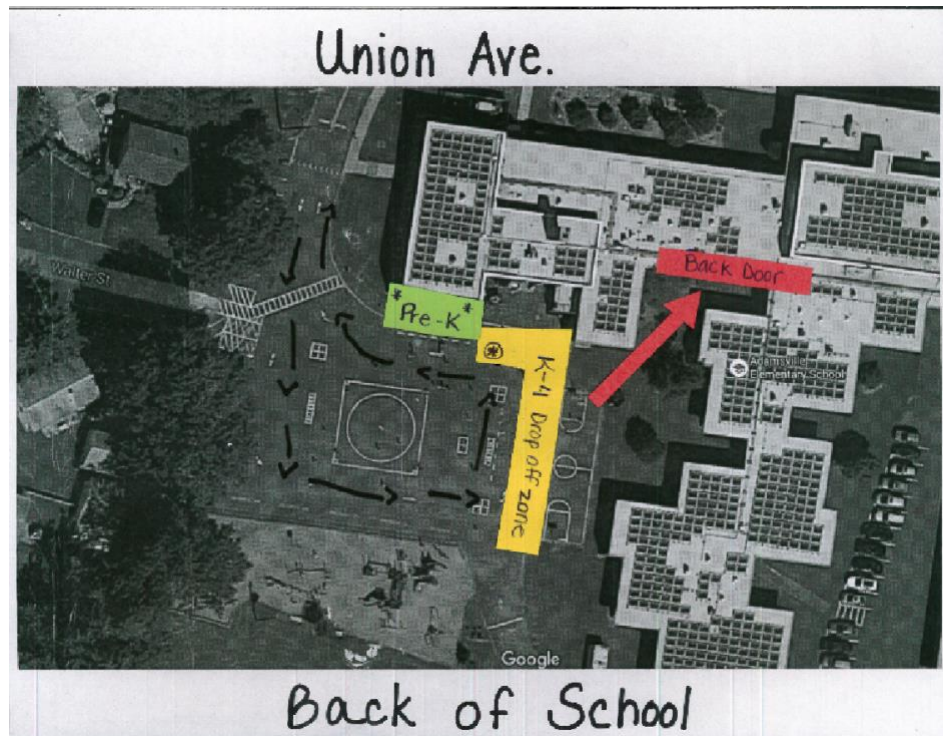 Union Ave.
Walter St
Back Door
*Pre-K*
K-4 Drop off zone
Adamsville
Elementary School
Google
Back of School